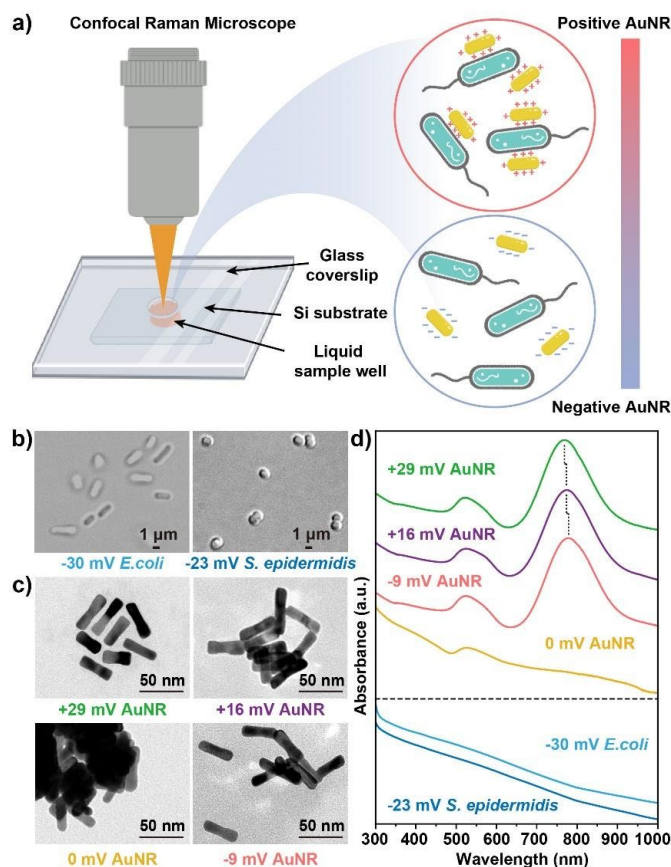 a)
Confocal Raman Microscope
Positive AuNR
Glass
coverslip
Si substrate
Liquid
sample well
Negative AuNR
b)
1 µm
1 µm
-30 mV E.coli
-23 mV S. epidermidis
c)
50 nm
50 nm
+29 mV AuNR
+16 mV AuNR
50 nm
50 nm
0 mV AuNR
-9 mV AuNR
d)
+29 mV AuNR
+16 mV AuNR
-9 mV AuNR
0 mV AuNR
-30 mV E.coli
-23 mV S. epidermidis
Absorbance (a.u.)
300 400 500 600 700 800 900 1000
Wavelength (nm)